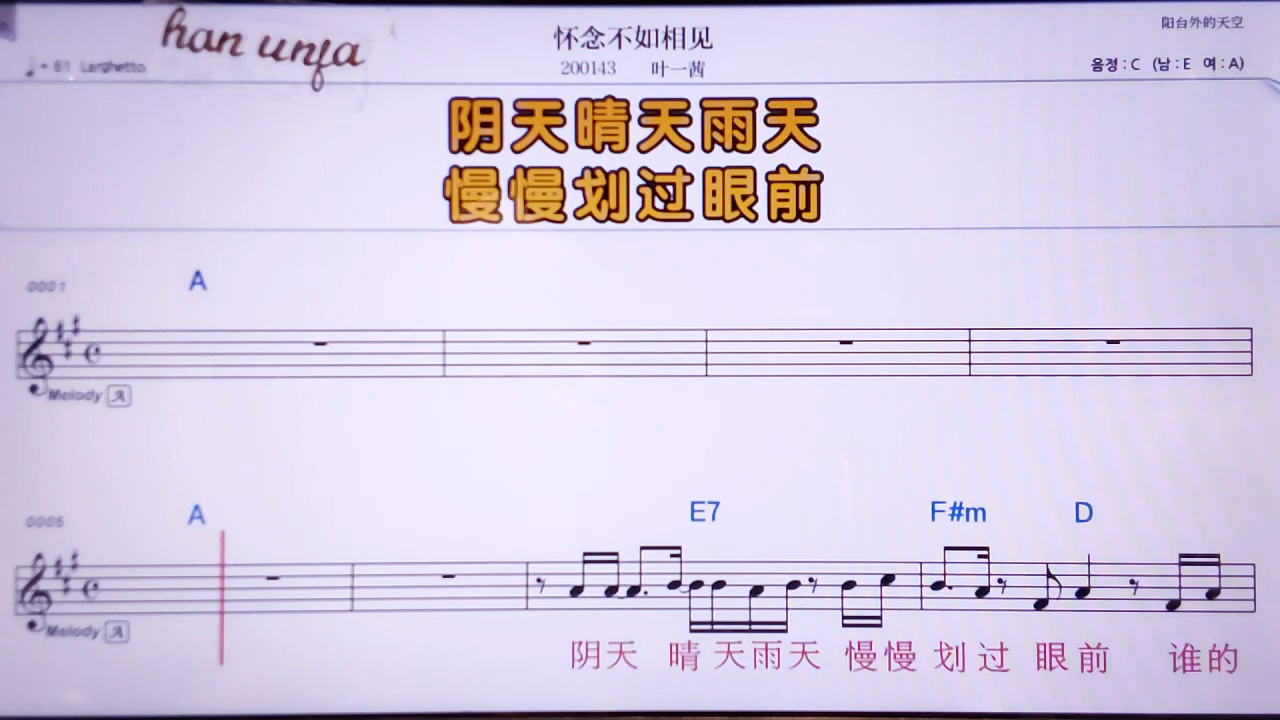 han unja
怀念不如相见
阳台外的天空
♩= 61 Larghetto
200143 叶一茜
음정 : C (남 : E 여 : A)
阴天晴天雨天
慢慢划过眼前
0001 A
Melody A
0005 A E7 F#m D
Melody A
阴天 晴天雨天 慢慢划过 眼前 谁的